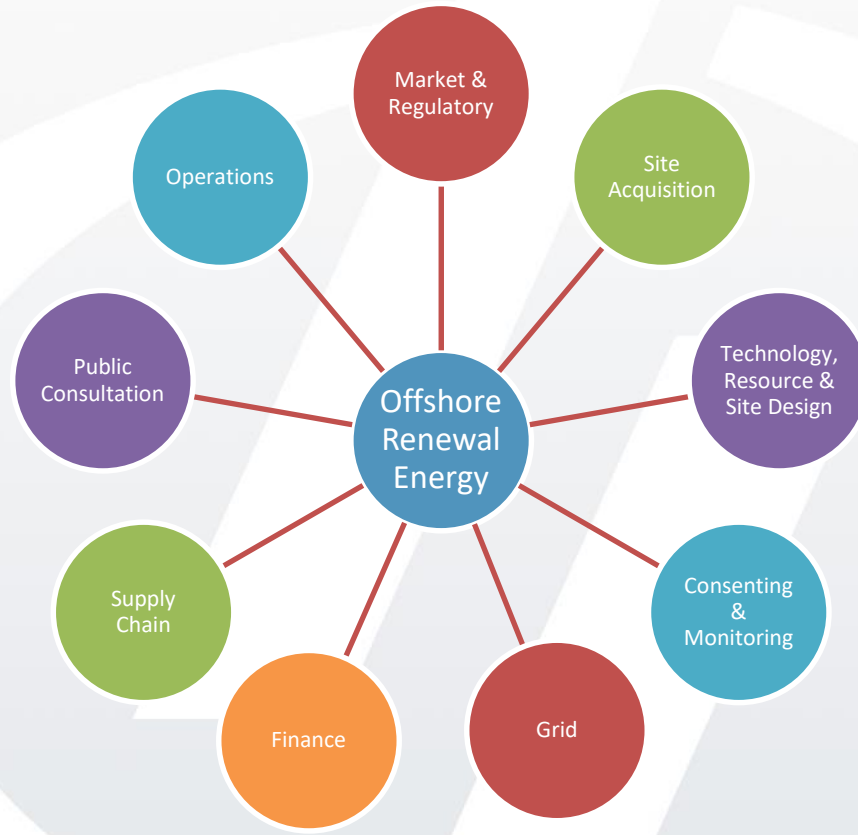 Market &
Regulatory
Site
Acquisition
Technology,
Resource &
Site Design
Consenting
&
Monitoring
Grid
Finance
Supply
Chain
Public
Consultation
Operations
Offshore
Renewal
Energy